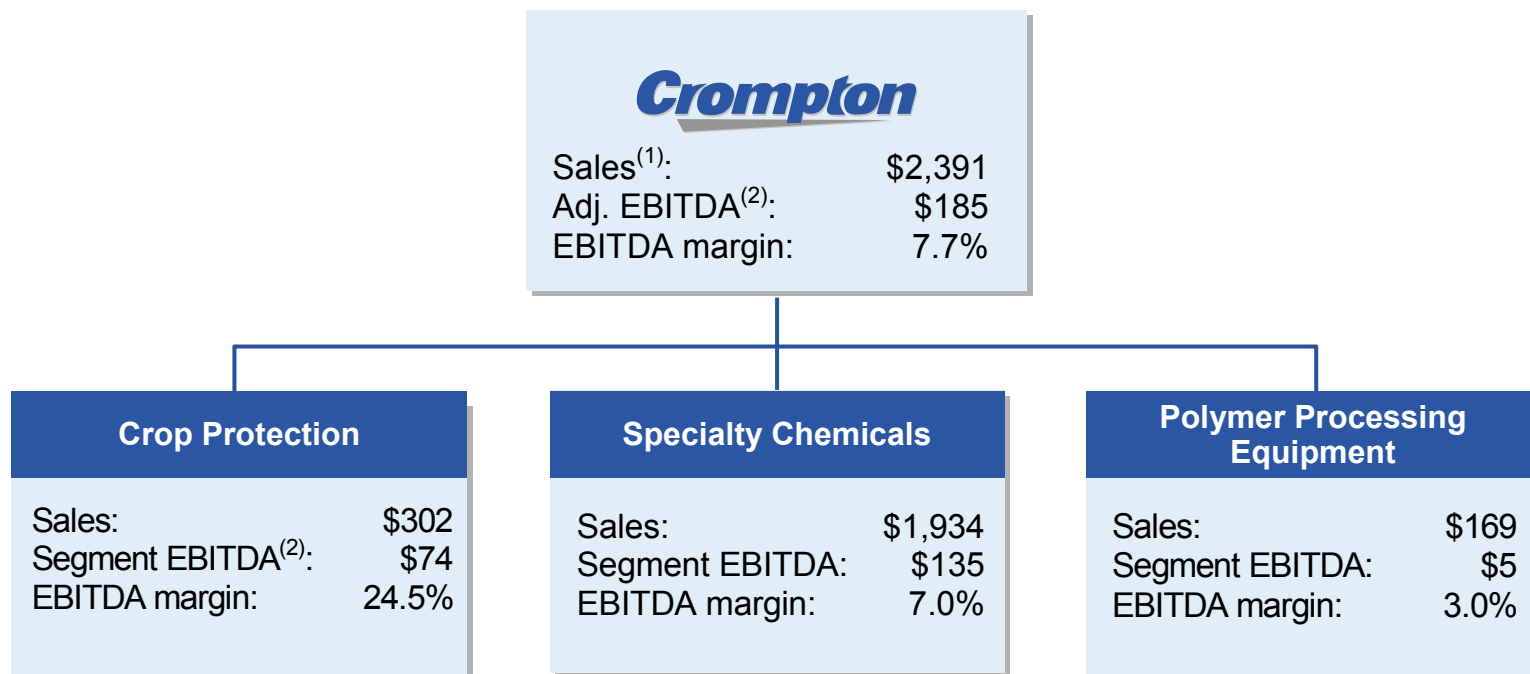 Crompton
Sales(1): $2,391
Adj. EBITDA(2): $185
EBITDA margin: 7.7%
Crop Protection
Sales: $302
Segment EBITDA(2): $74
EBITDA margin: 24.5%
Specialty Chemicals
Sales: $1,934
Segment EBITDA: $135
EBITDA margin: 7.0%
Polymer Processing
Equipment
Sales: $169
Segment EBITDA: $5
EBITDA margin: 3.0%